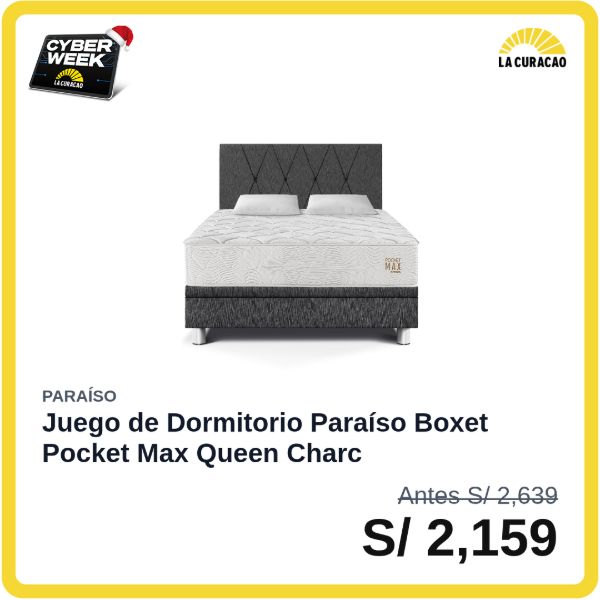 CYBER
WEEK
LA CURACAO
LA CURACAO
POCKET
MAX
PARAÍSO
Juego de Dormitorio Paraíso Boxet
Pocket Max Queen Charc
Antes S/ 2,639
S/ 2,159